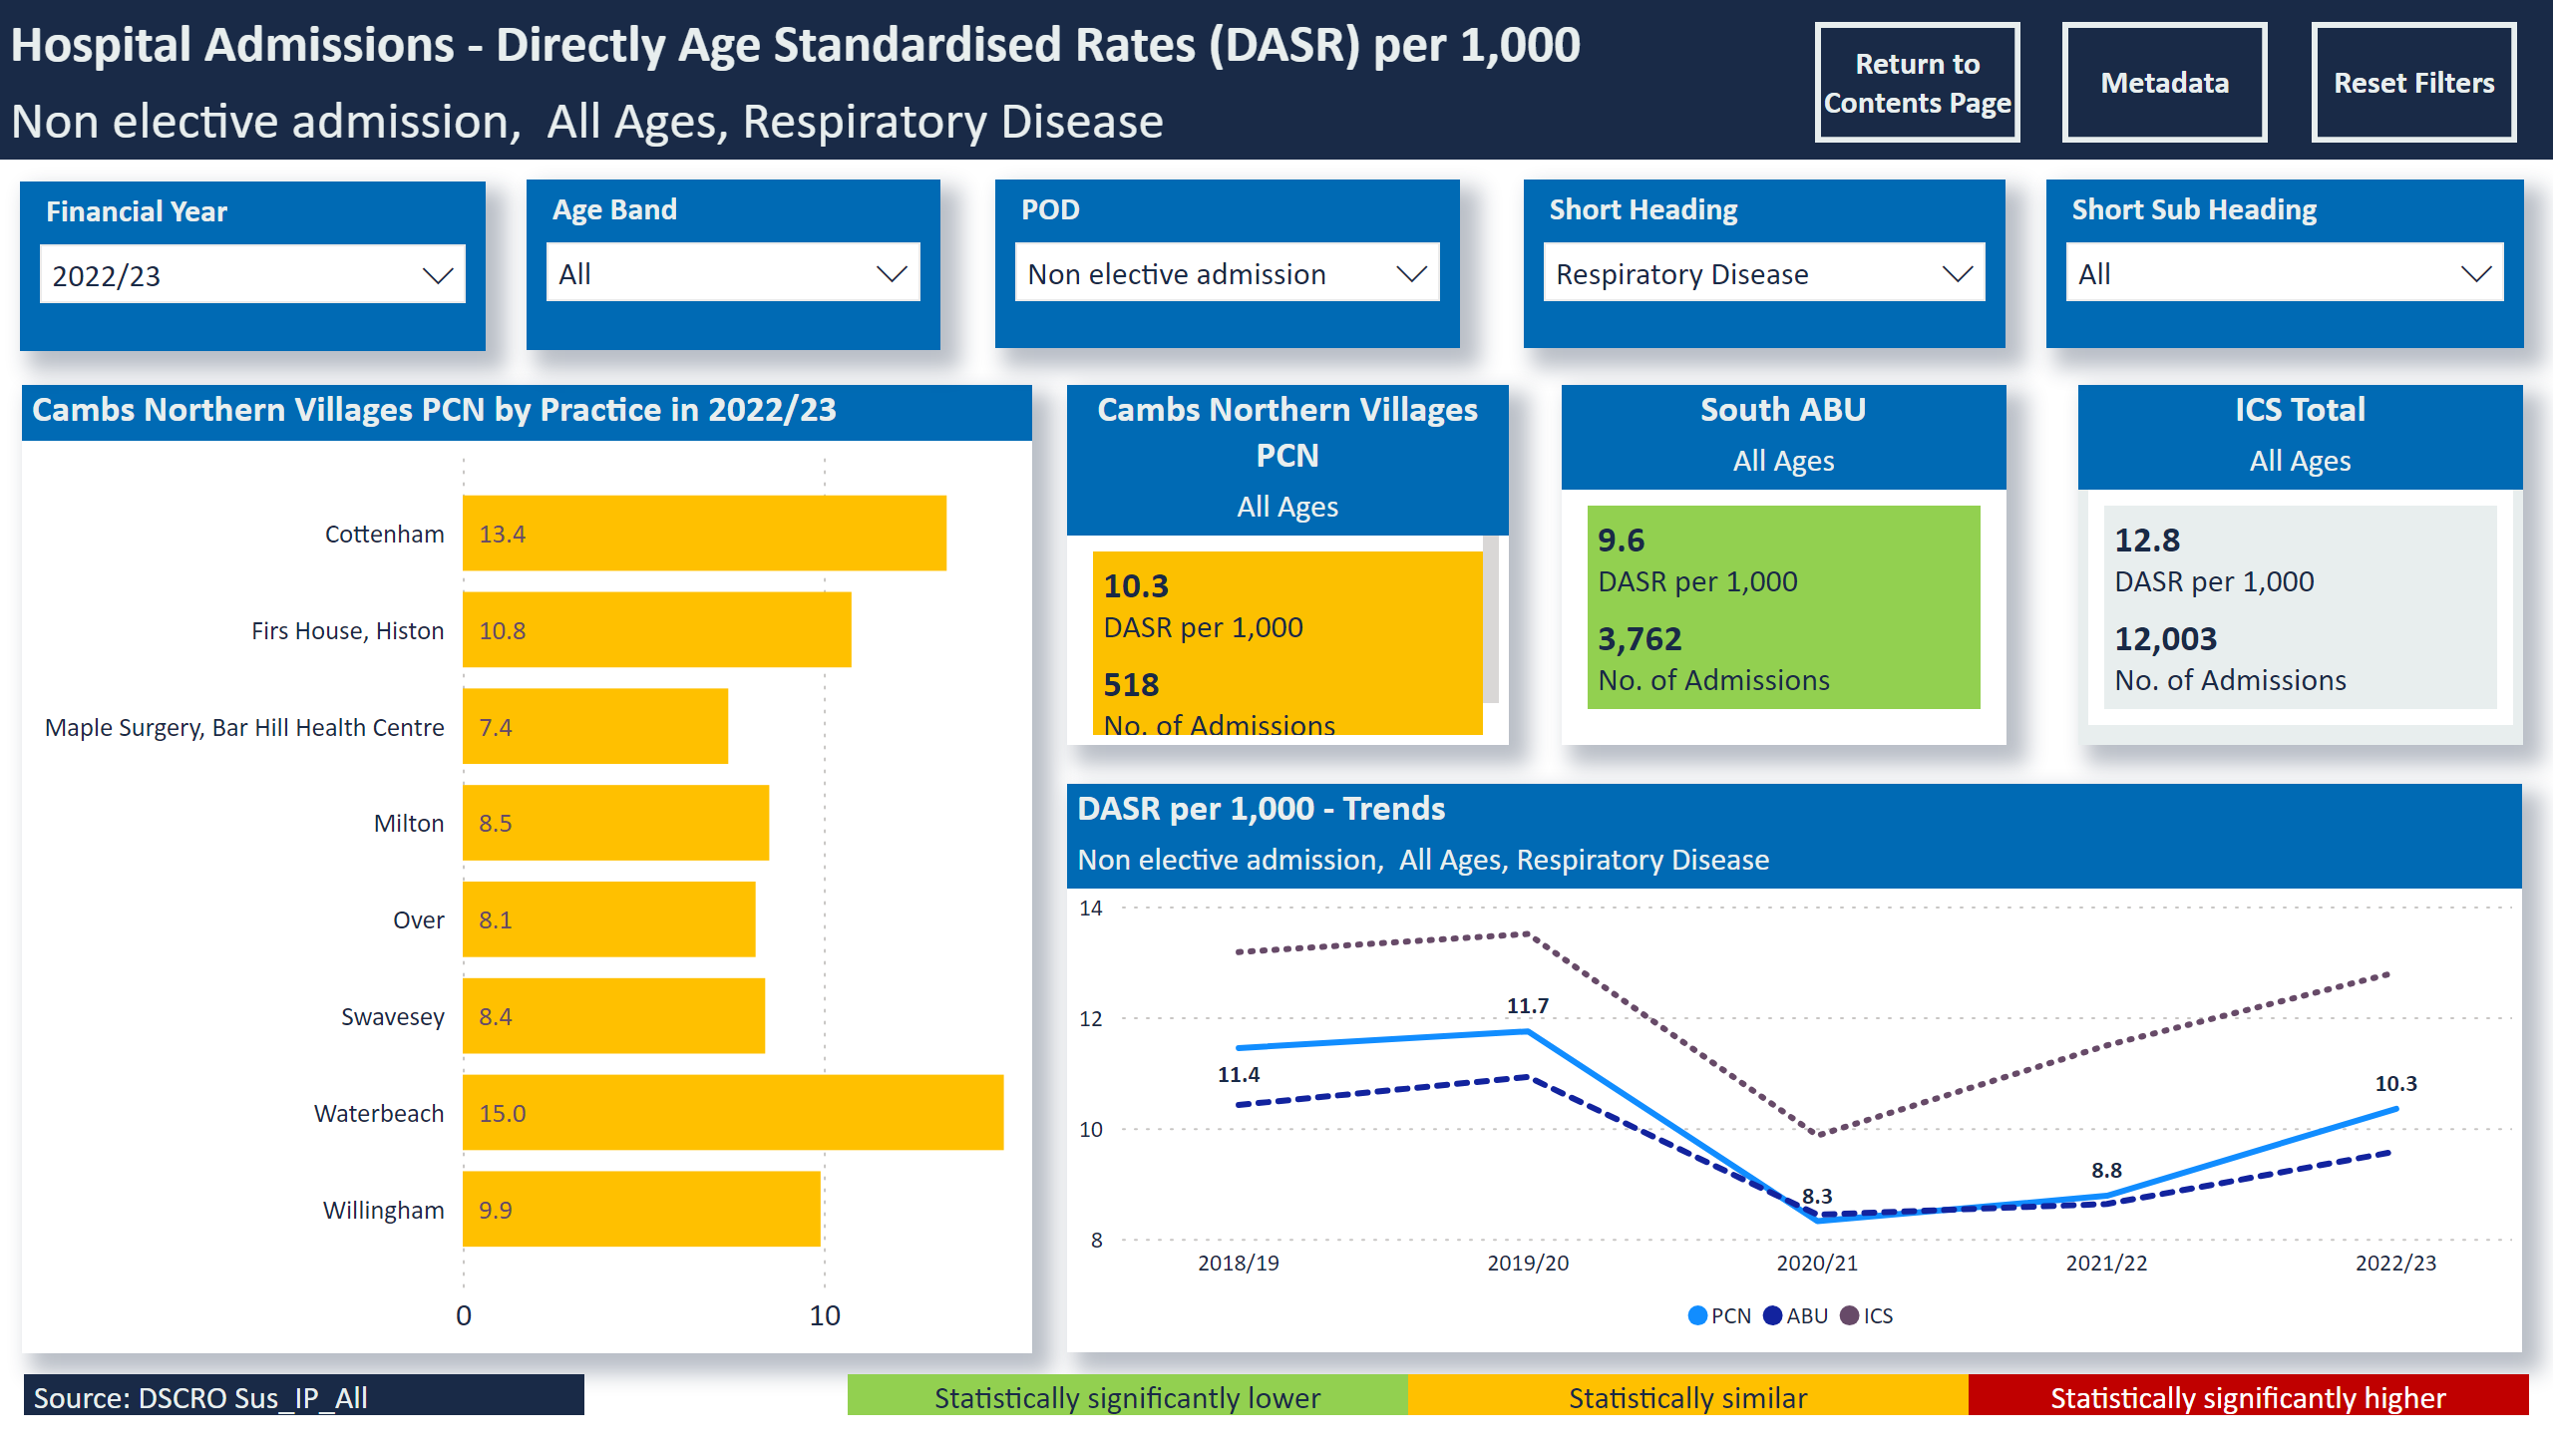 Hospital Admissions - Directly Age Standardised Rates (DASR) per 1,000
Non elective admission,  All Ages, Respiratory Disease
Return to
Contents Page
Metadata
Reset Filters
Financial Year
2022/23
Age Band
All
POD
Non elective admission
Short Heading
Respiratory Disease
Short Sub Heading
All
Cambs Northern Villages PCN by Practice in 2022/23
Cottenham 13.4
Firs House, Histon 10.8
Maple Surgery, Bar Hill Health Centre 7.4
Milton 8.5
Over 8.1
Swavesey 8.4
Waterbeach 15.0
Willingham 9.9
0 10
Cambs Northern Villages
PCN
All Ages
10.3
DASR per 1,000
518
No. of Admissions
South ABU
All Ages
9.6
DASR per 1,000
3,762
No. of Admissions
ICS Total
All Ages
12.8
DASR per 1,000
12,003
No. of Admissions
DASR per 1,000 - Trends
Non elective admission,  All Ages, Respiratory Disease
14
12
10
8
11.4
11.7
8.3
8.8
10.3
2018/19 2019/20 2020/21 2021/22 2022/23
PCN ABU ICS
Source: DSCRO Sus_IP_All
Statistically significantly lower
Statistically similar
Statistically significantly higher